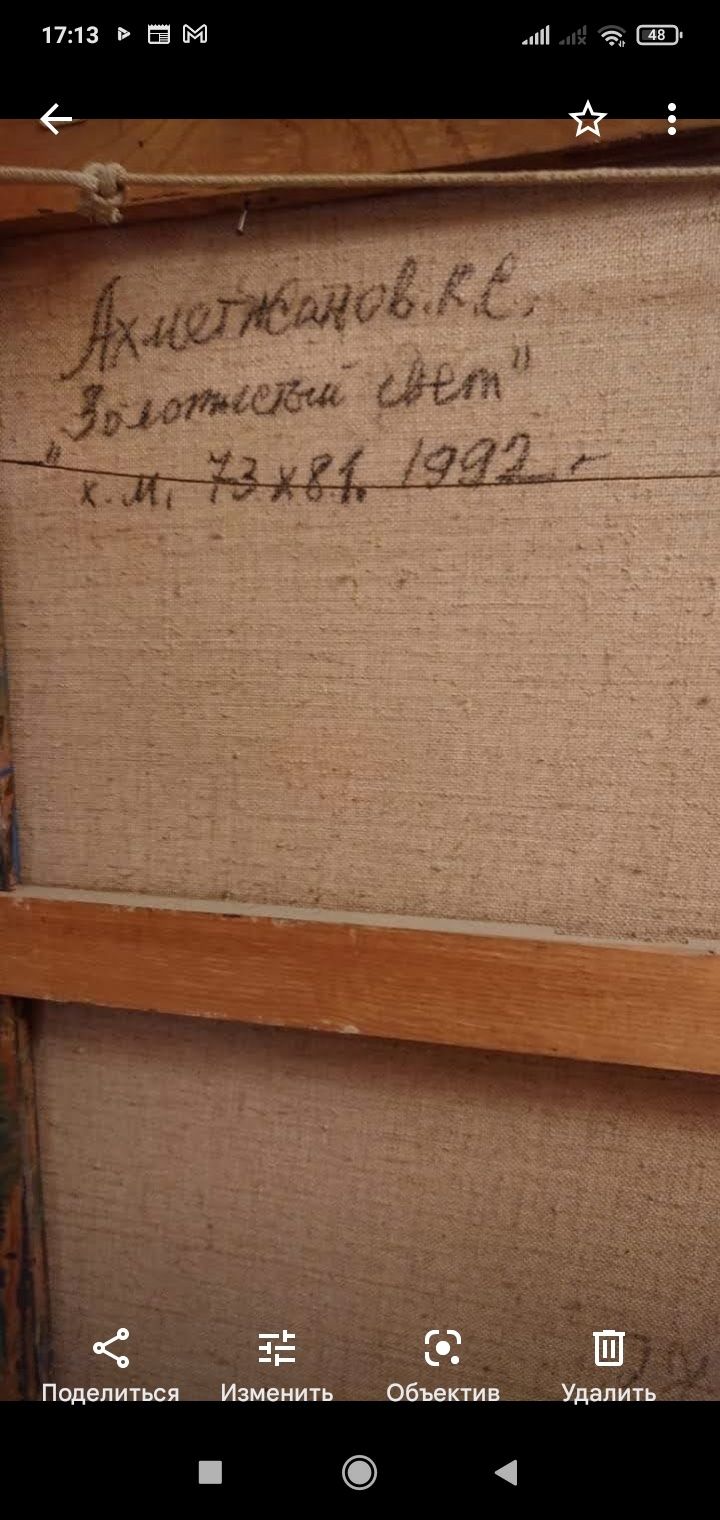 17:13
48
Ахметжанов.К.С,
Золотистый свет"
"
х.м, 73х81. 1992 -
Поделиться Изменить Объектив Удалить